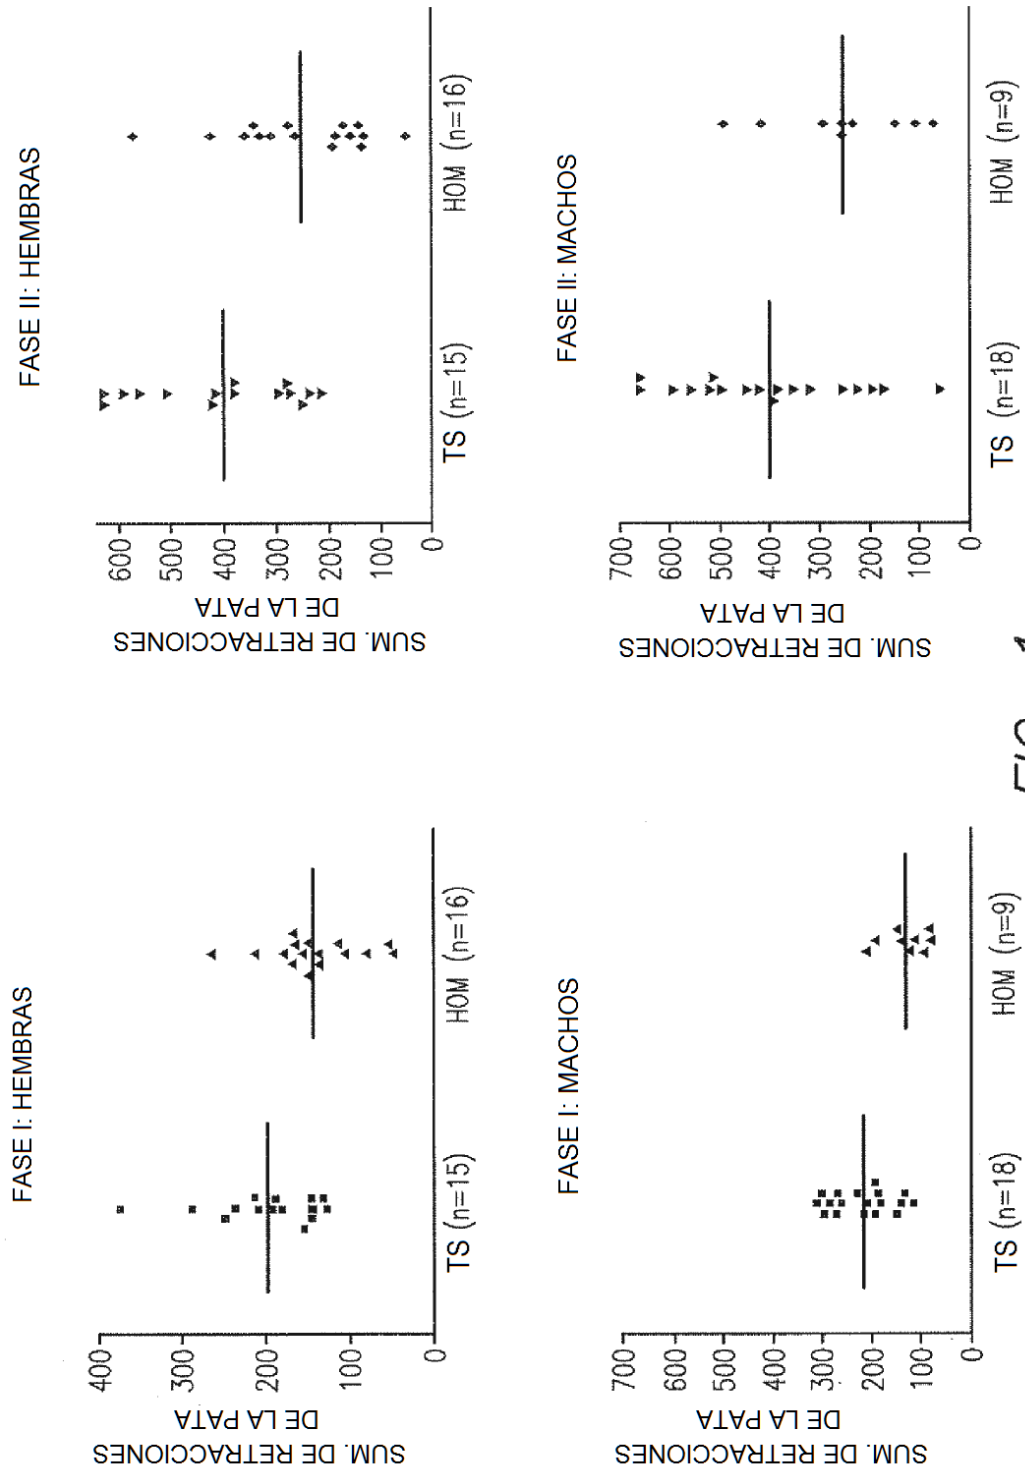 FASE I: HEMBRAS
SUM. DE RETRACCIONES
DE LA PATA
400
300
200
100
0
TS (n=15)
HOM (n=16)
FASE II: HEMBRAS
SUM. DE RETRACCIONES
DE LA PATA
600
500
400
300
200
100
0
TS (n=15)
HOM (n=16)
FASE I: MACHOS
SUM. DE RETRACCIONES
DE LA PATA
700
600
500
400
300
200
100
0
TS (n=18)
HOM (n=9)
FASE II: MACHOS
SUM. DE RETRACCIONES
DE LA PATA
700
600
500
400
300
200
100
0
TS (n=18)
HOM (n=9)